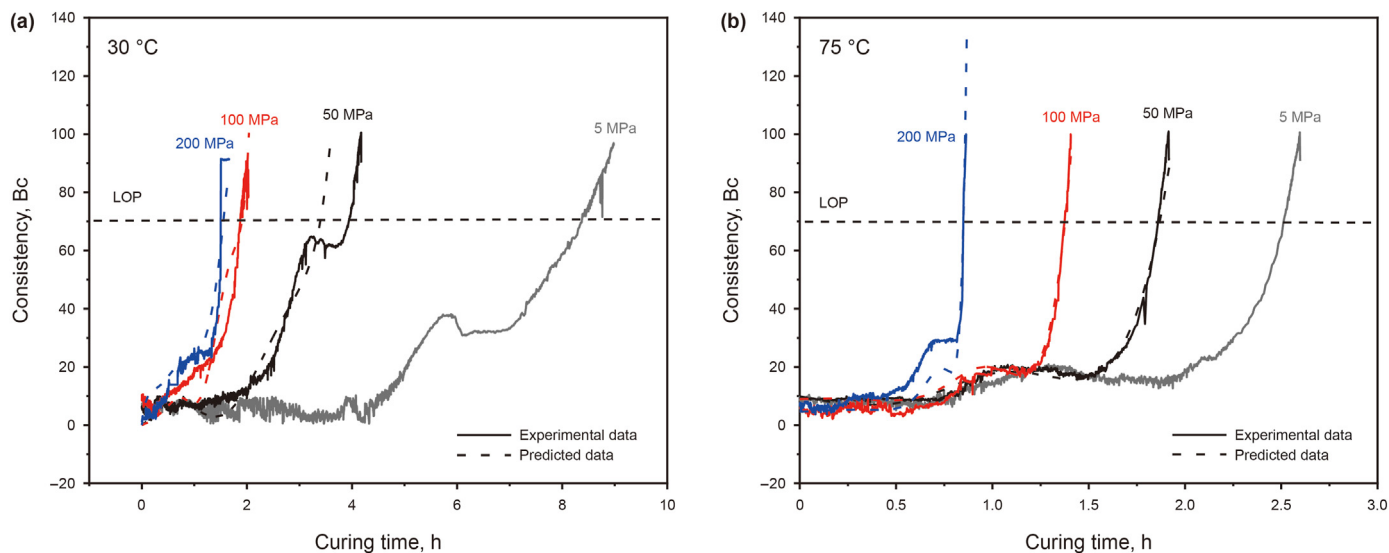 (a)
30 °C
140
120
100
80
60
40
20
0
–20
Consistency, Bc
200 MPa
100 MPa
50 MPa
5 MPa
LOP
Experimental data
Predicted data
0 2 4 6 8 10
Curing time, h
(b)
75 °C
140
120
100
80
60
40
20
0
–20
Consistency, Bc
200 MPa
100 MPa
50 MPa
5 MPa
LOP
Experimental data
Predicted data
0 0.5 1.0 1.5 2.0 2.5 3.0
Curing time, h